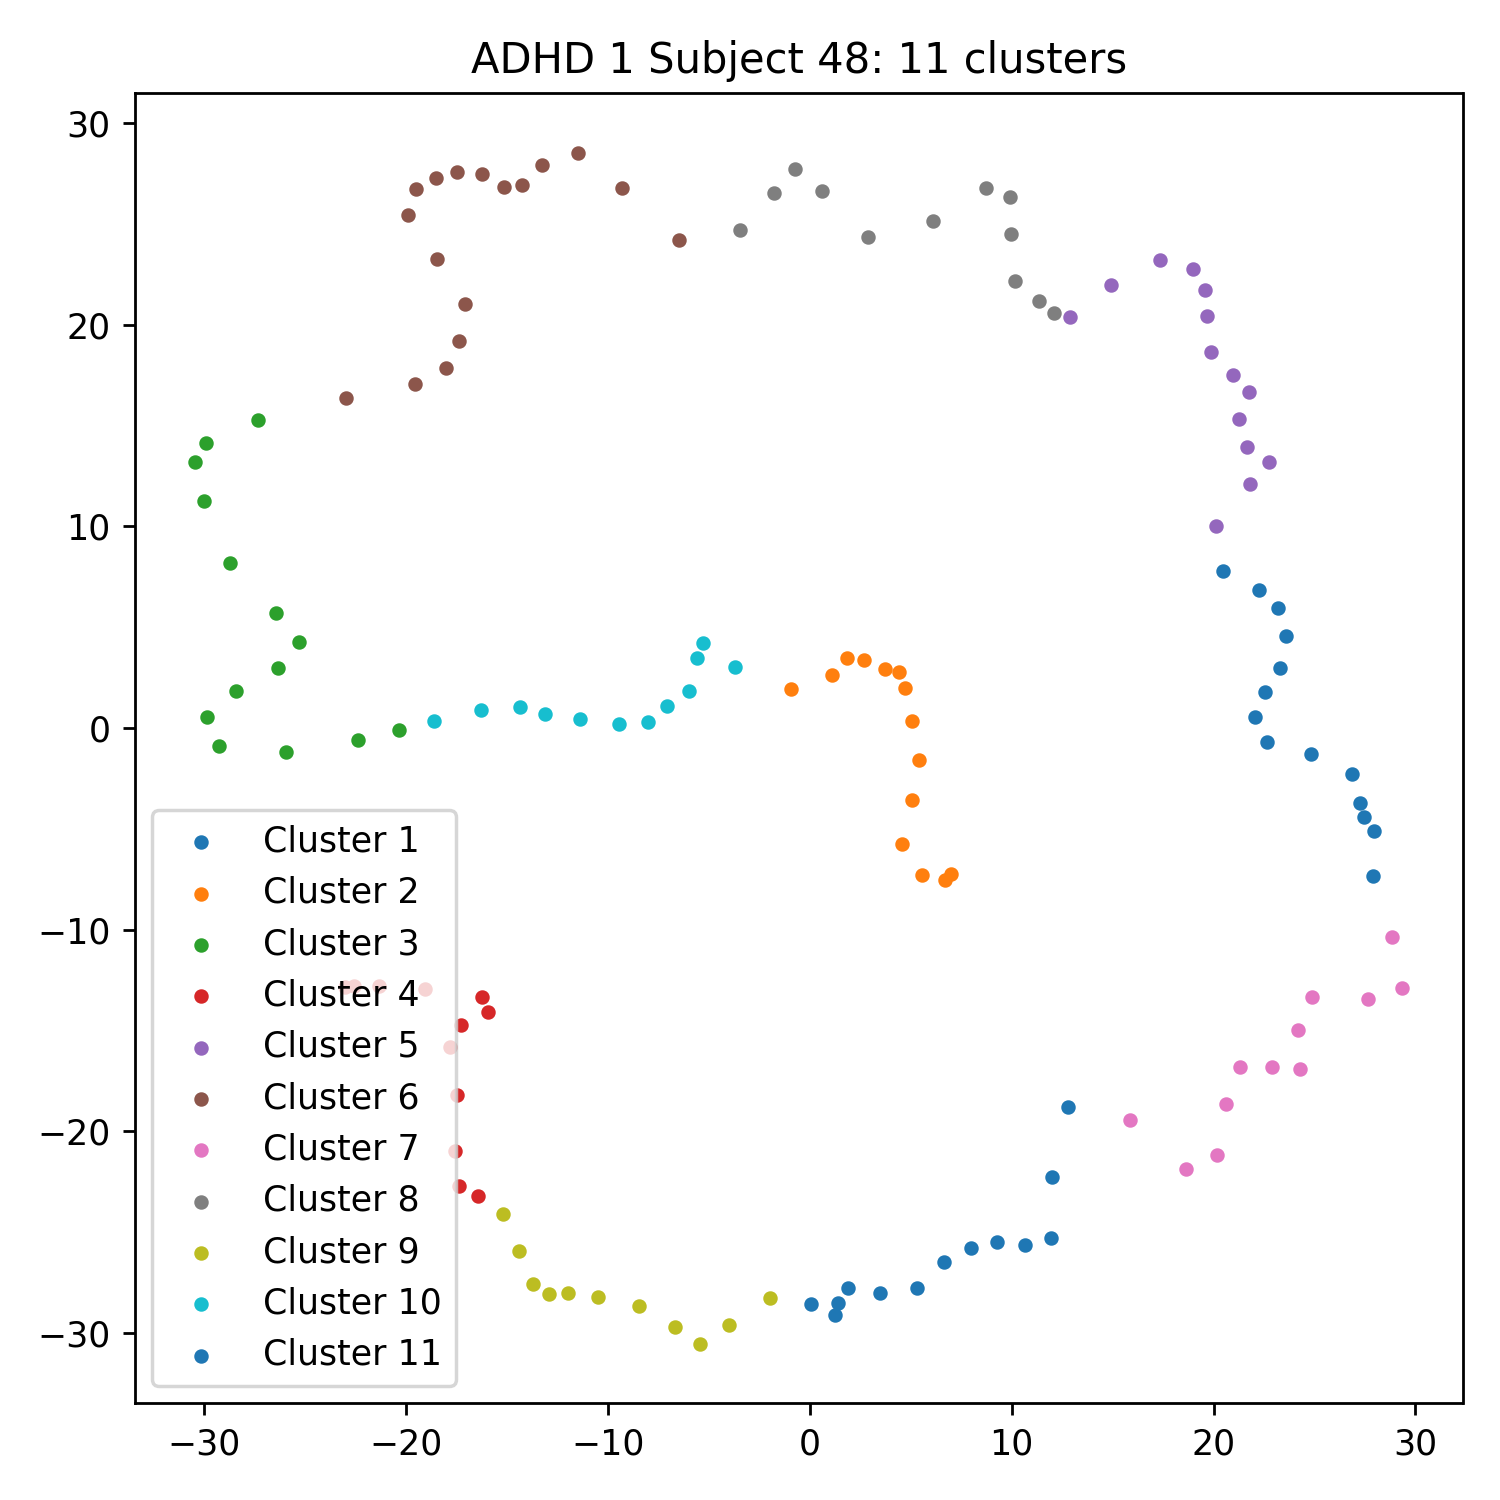 ADHD 1 Subject 48: 11 clusters
30
20
10
0
−10
−20
−30
Cluster 1
Cluster 2
Cluster 3
Cluster 4
Cluster 5
Cluster 6
Cluster 7
Cluster 8
Cluster 9
Cluster 10
Cluster 11
−30 −20 −10 0 10 20 30